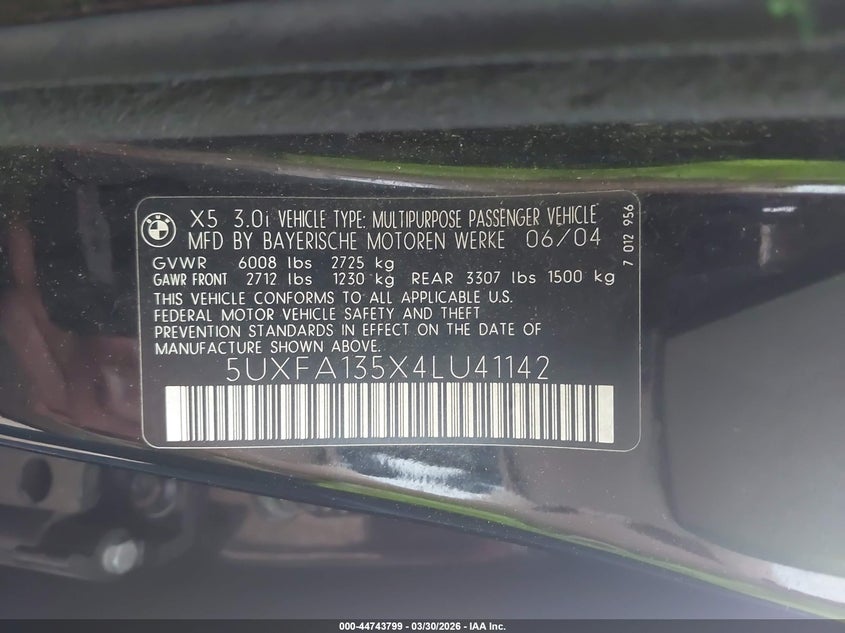 X5 3.0i VEHICLE TYPE: MULTIPURPOSE PASSENGER VEHICLE
MFD BY BAYERISCHE MOTOREN WERKE 06/04
GVWR 6008 lbs 2725 kg
GAWR FRONT 2712 lbs 1230 kg REAR 3307 lbs 1500 kg
THIS VEHICLE CONFORMS TO ALL APPLICABLE U.S.
FEDERAL MOTOR VEHICLE SAFETY AND THEFT
PREVENTION STANDARDS IN EFFECT ON THE DATE OF
MANUFACTURE SHOWN ABOVE.
5UXFA135X4LU41142
7 012 956
BMW
000-44743799 - 03/30/2026 - IAA Inc.